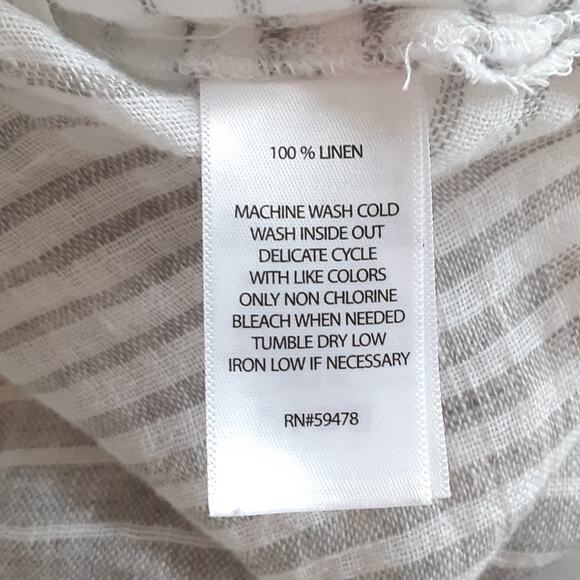 100 % LINEN
MACHINE WASH COLD
WASH INSIDE OUT
DELICATE CYCLE
WITH LIKE COLORS
ONLY NON CHLORINE
BLEACH WHEN NEEDED
TUMBLE DRY LOW
IRON LOW IF NECESSARY
RN#59478